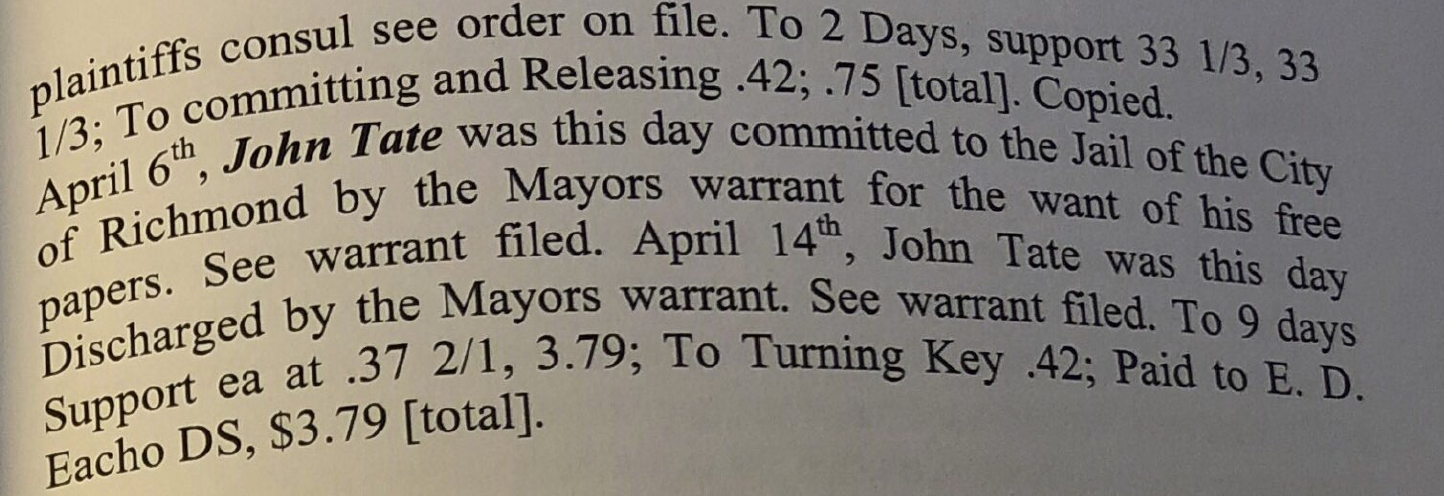 plaintiffs consul see order on file. To 2 Days, support 33 1/3, 33
1/3; To committing and Releasing .42; .75 [total]. Copied.
April 6th, John Tate was this day committed to the Jail of the City
of Richmond by the Mayors warrant for the want of his free
papers. See warrant filed. April 14th, John Tate was this day
Discharged by the Mayors warrant. See warrant filed. To 9 days
Support ea at .37 2/1, 3.79; To Turning Key .42; Paid to E. D.
Eacho DS, $3.79 [total].